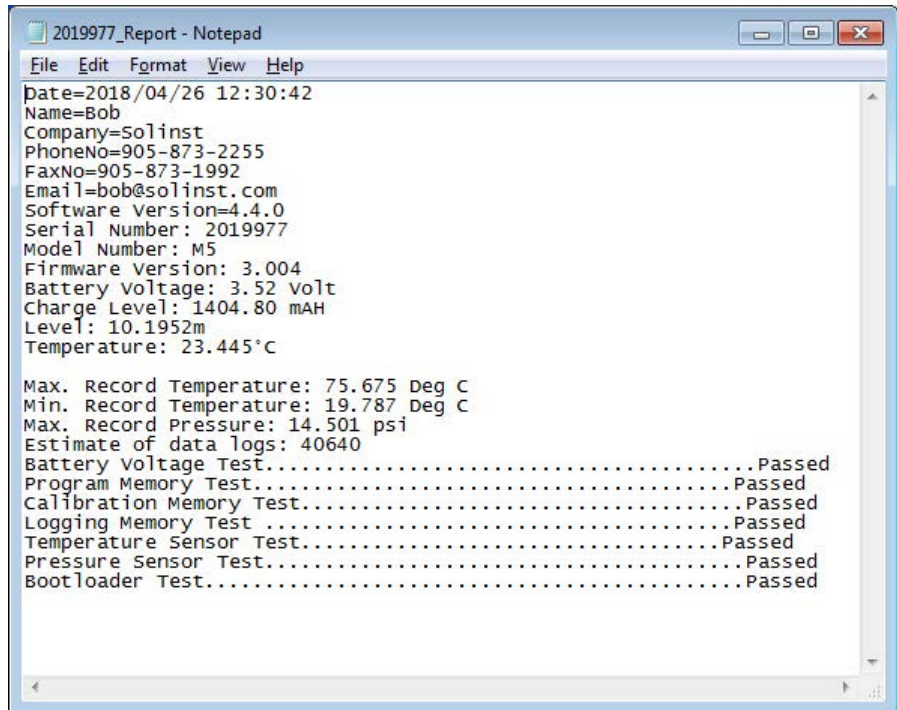 2019977_Report - Notepad
File Edit Format View Help
Date=2018/04/26 12:30:42
Name=Bob
Company=Solinst
PhoneNo=905-873-2255
FaxNo=905-873-1992
Email=bob@solinst.com
Software Version=4.4.0
Serial Number: 2019977
Model Number: M5
Firmware Version: 3.004
Battery Voltage: 3.52 Volt
Charge Level: 1404.80 mAH
Level: 10.1952m
Temperature: 23.445°C

Max. Record Temperature: 75.675 Deg C
Min. Record Temperature: 19.787 Deg C
Max. Record Pressure: 14.501 psi
Estimate of data logs: 40640
Battery Voltage Test.........................................Passed
Program Memory Test........................................Passed
Calibration Memory Test.....................................Passed
Logging Memory Test .......................................Passed
Temperature Sensor Test...................................Passed
Pressure Sensor Test........................................Passed
Bootloader Test.............................................Passed